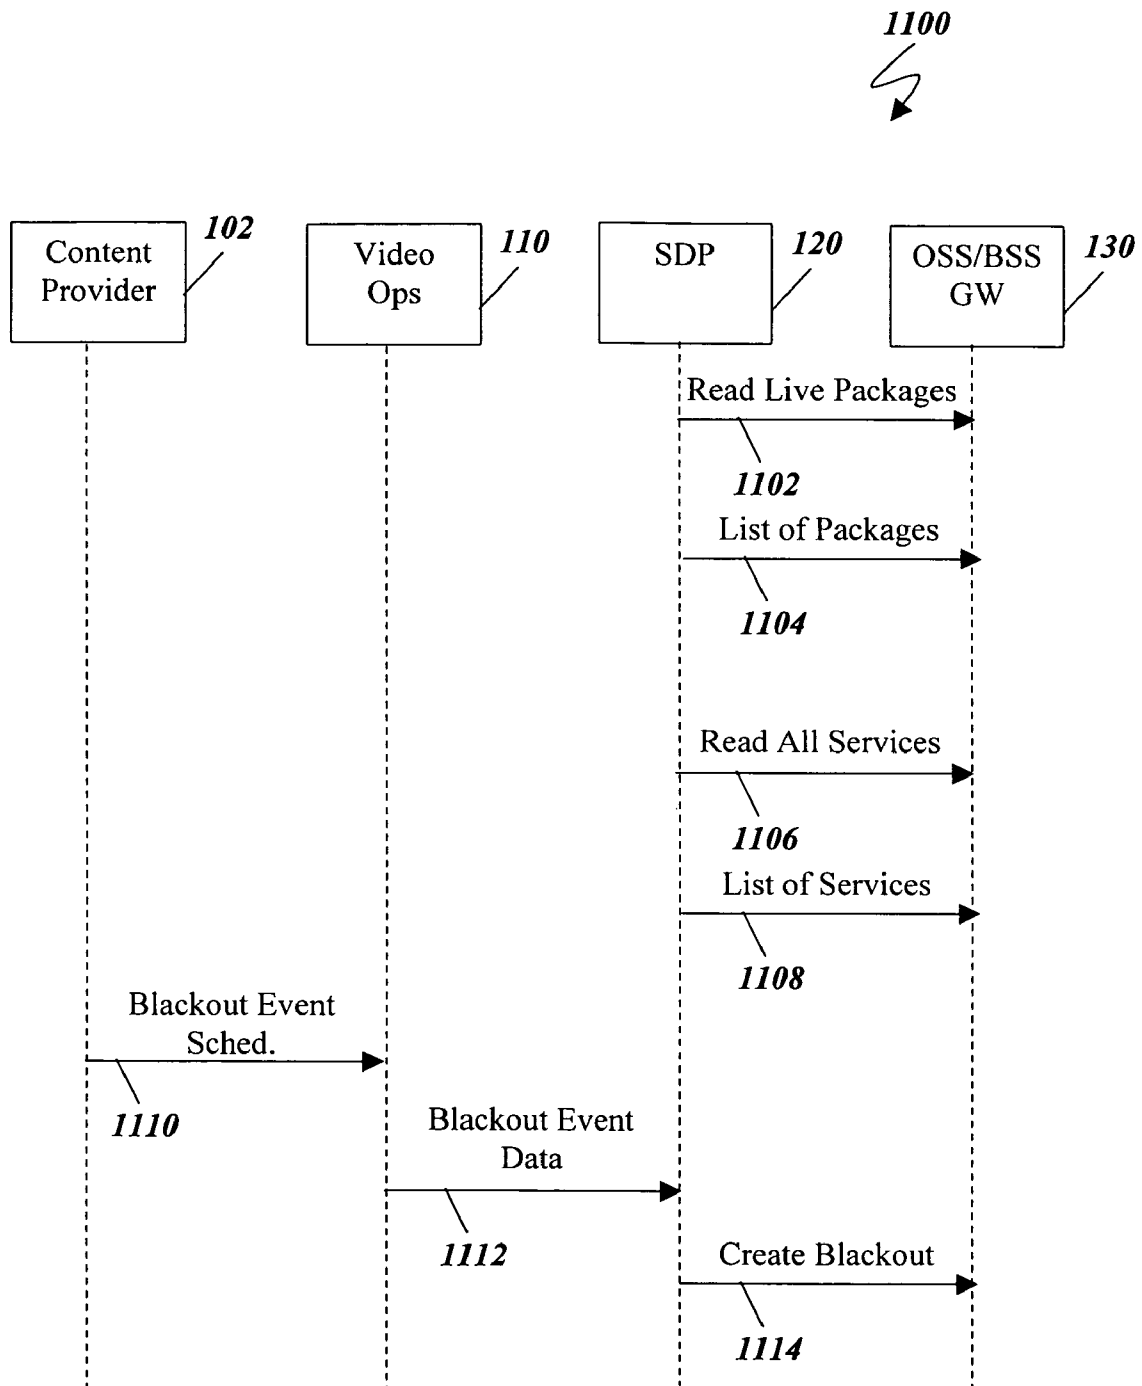 1100
Content
Provider
102
Video
Ops
110
SDP
120
OSS/BSS
GW
130
Read Live Packages
1102
List of Packages
1104
Read All Services
1106
List of Services
1108
Blackout Event
Sched.
1110
Blackout Event
Data
1112
Create Blackout
1114